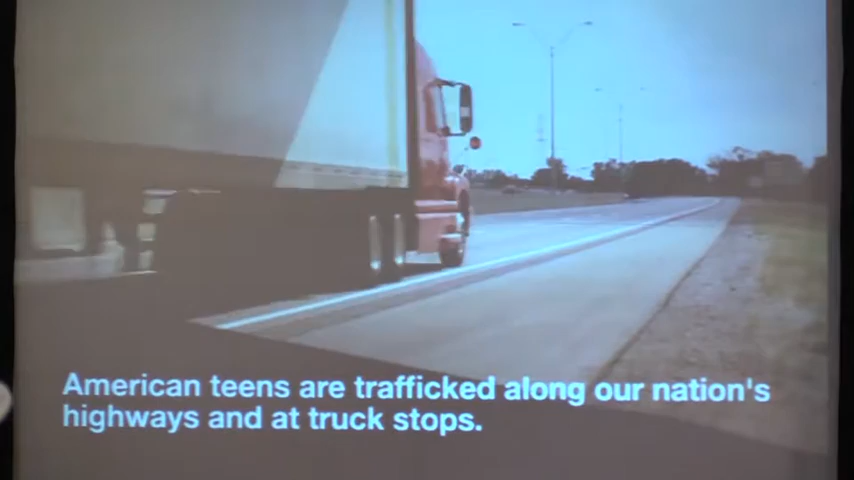 American teens are trafficked along our nation's
highways and at truck stops.